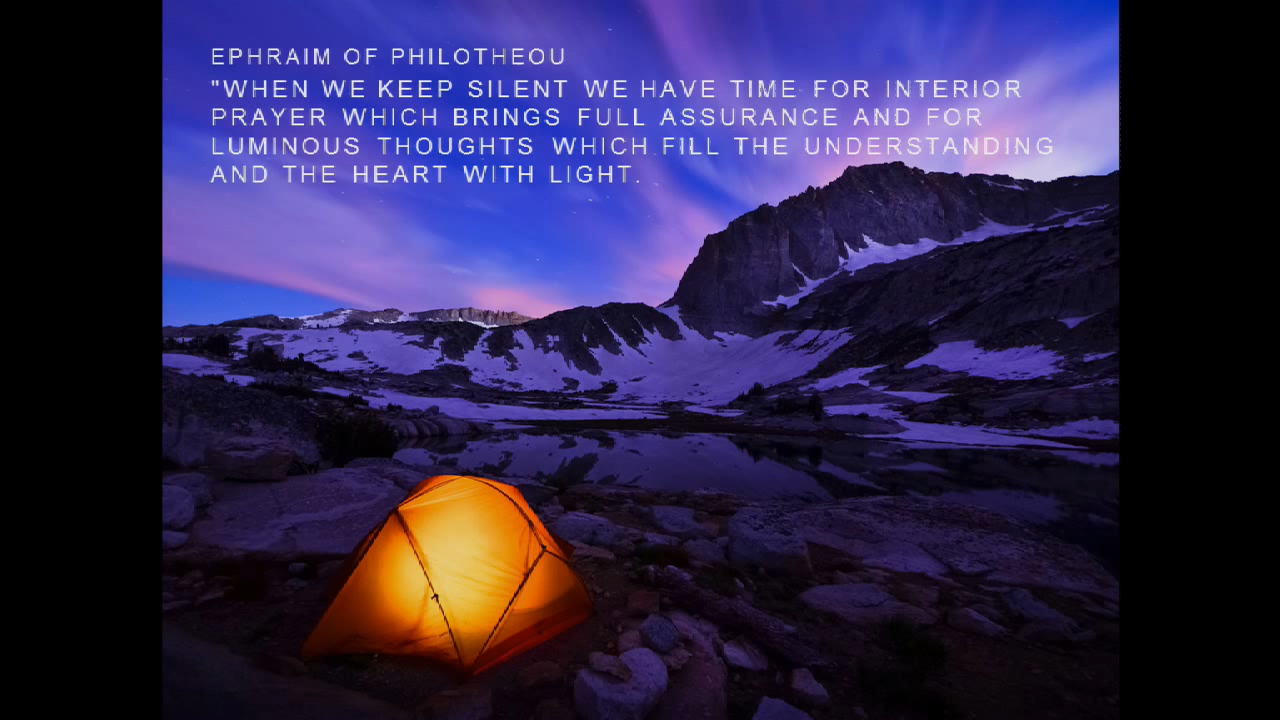 EPHRAIM OF PHILOTHEOU
"WHEN WE KEEP SILENT WE HAVE TIME FOR INTERIOR
PRAYER WHICH BRINGS FULL ASSURANCE AND FOR
LUMINOUS THOUGHTS WHICH FILL THE UNDERSTANDING
AND THE HEART WITH LIGHT.